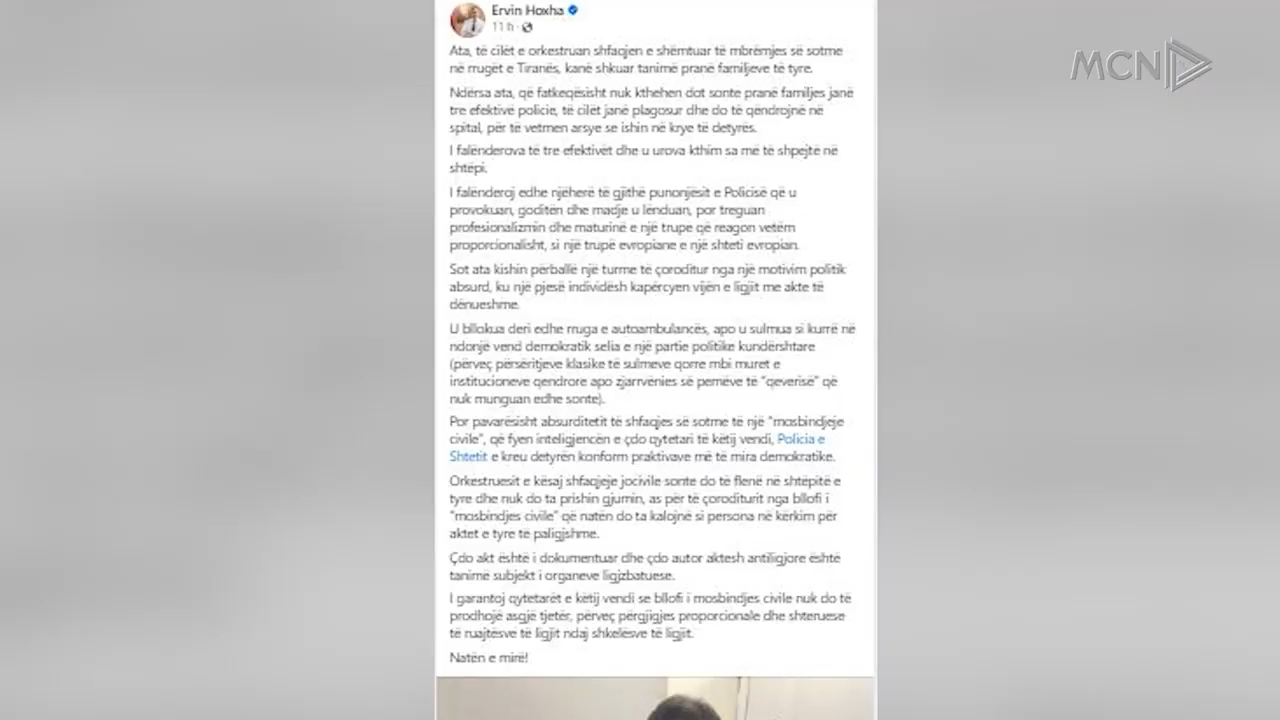 Ervin Hoxha
11 h ·
MCN
Ata, të cilët e orkestruan shfaqjen e shëmtuar të mbrëmjes së sotme
në rrugët e Tiranës, kanë shkuar tanimë pranë familjeve të tyre.
Ndërsa ata, që fatkeqësisht nuk kthehen dot sonte pranë familjes janë
tre efektivë policie, të cilët janë plagosur dhe do të qëndrojnë në
spital, për të vetmen arsye se ishin në krye të detyrës.
I falënderova të tre efektivët dhe u urova kthim sa më të shpejtë në
shtëpi.
I falënderoj edhe njëherë të gjithë punonjësit e Policisë që u
provokuan, goditën dhe madje u lënduan, por treguan
profesionalizmin dhe maturinë e një trupe që reagon vetëm
proporcionalisht, si një trupë evropiane e një shteti evropian.
Sot ata kishin përballë një turmë të çoroditur nga një motivim politik
absurd, ku një pjesë individësh kapërcyen vijën e ligjit me akte të
dënueshme.
U bllokua deri edhe rruga e autoambulancës, apo u sulmua si kurrë në
ndonjë vend demokratik selia e një partie politike kundërshtare
(përveç përsëritjeve klasike të sulmeve qorre mbi muret e
institucioneve qendrore apo zjarrvënies së pemëve të "qeverisë" që
nuk munguan edhe sonte).
Por pavarësisht absurditetit të shfaqjes së sotme të një "mosbindjeje
civile", që fyen inteligjencën e çdo qytetari të këtij vendi, Policia e
Shtetit e kreu detyrën konform praktivave më të mira demokratike.
Orkestruesit e kësaj shfaqjeje jocivile sonte do të flenë në shtëpitë e
tyre dhe nuk do ta prishin gjumin, as për të çoroditurit nga bllofi i
"mosbindjes civile" që natën do ta kalojnë si persona në kërkim për
aktet e tyre të paligjshme.
Çdo akt është i dokumentuar dhe çdo autor aktesh antiligjore është
tanimë subjekt i organeve ligjzbatuese.
I garantoj qytetarët e këtij vendi se bllofi i mosbindjes civile nuk do të
prodhojë asgjë tjetër, përveç përgjigjes proporcionale dhe shteruese
të ruajtësve të ligjit ndaj shkelësve të ligjit.
Natën e mirë!